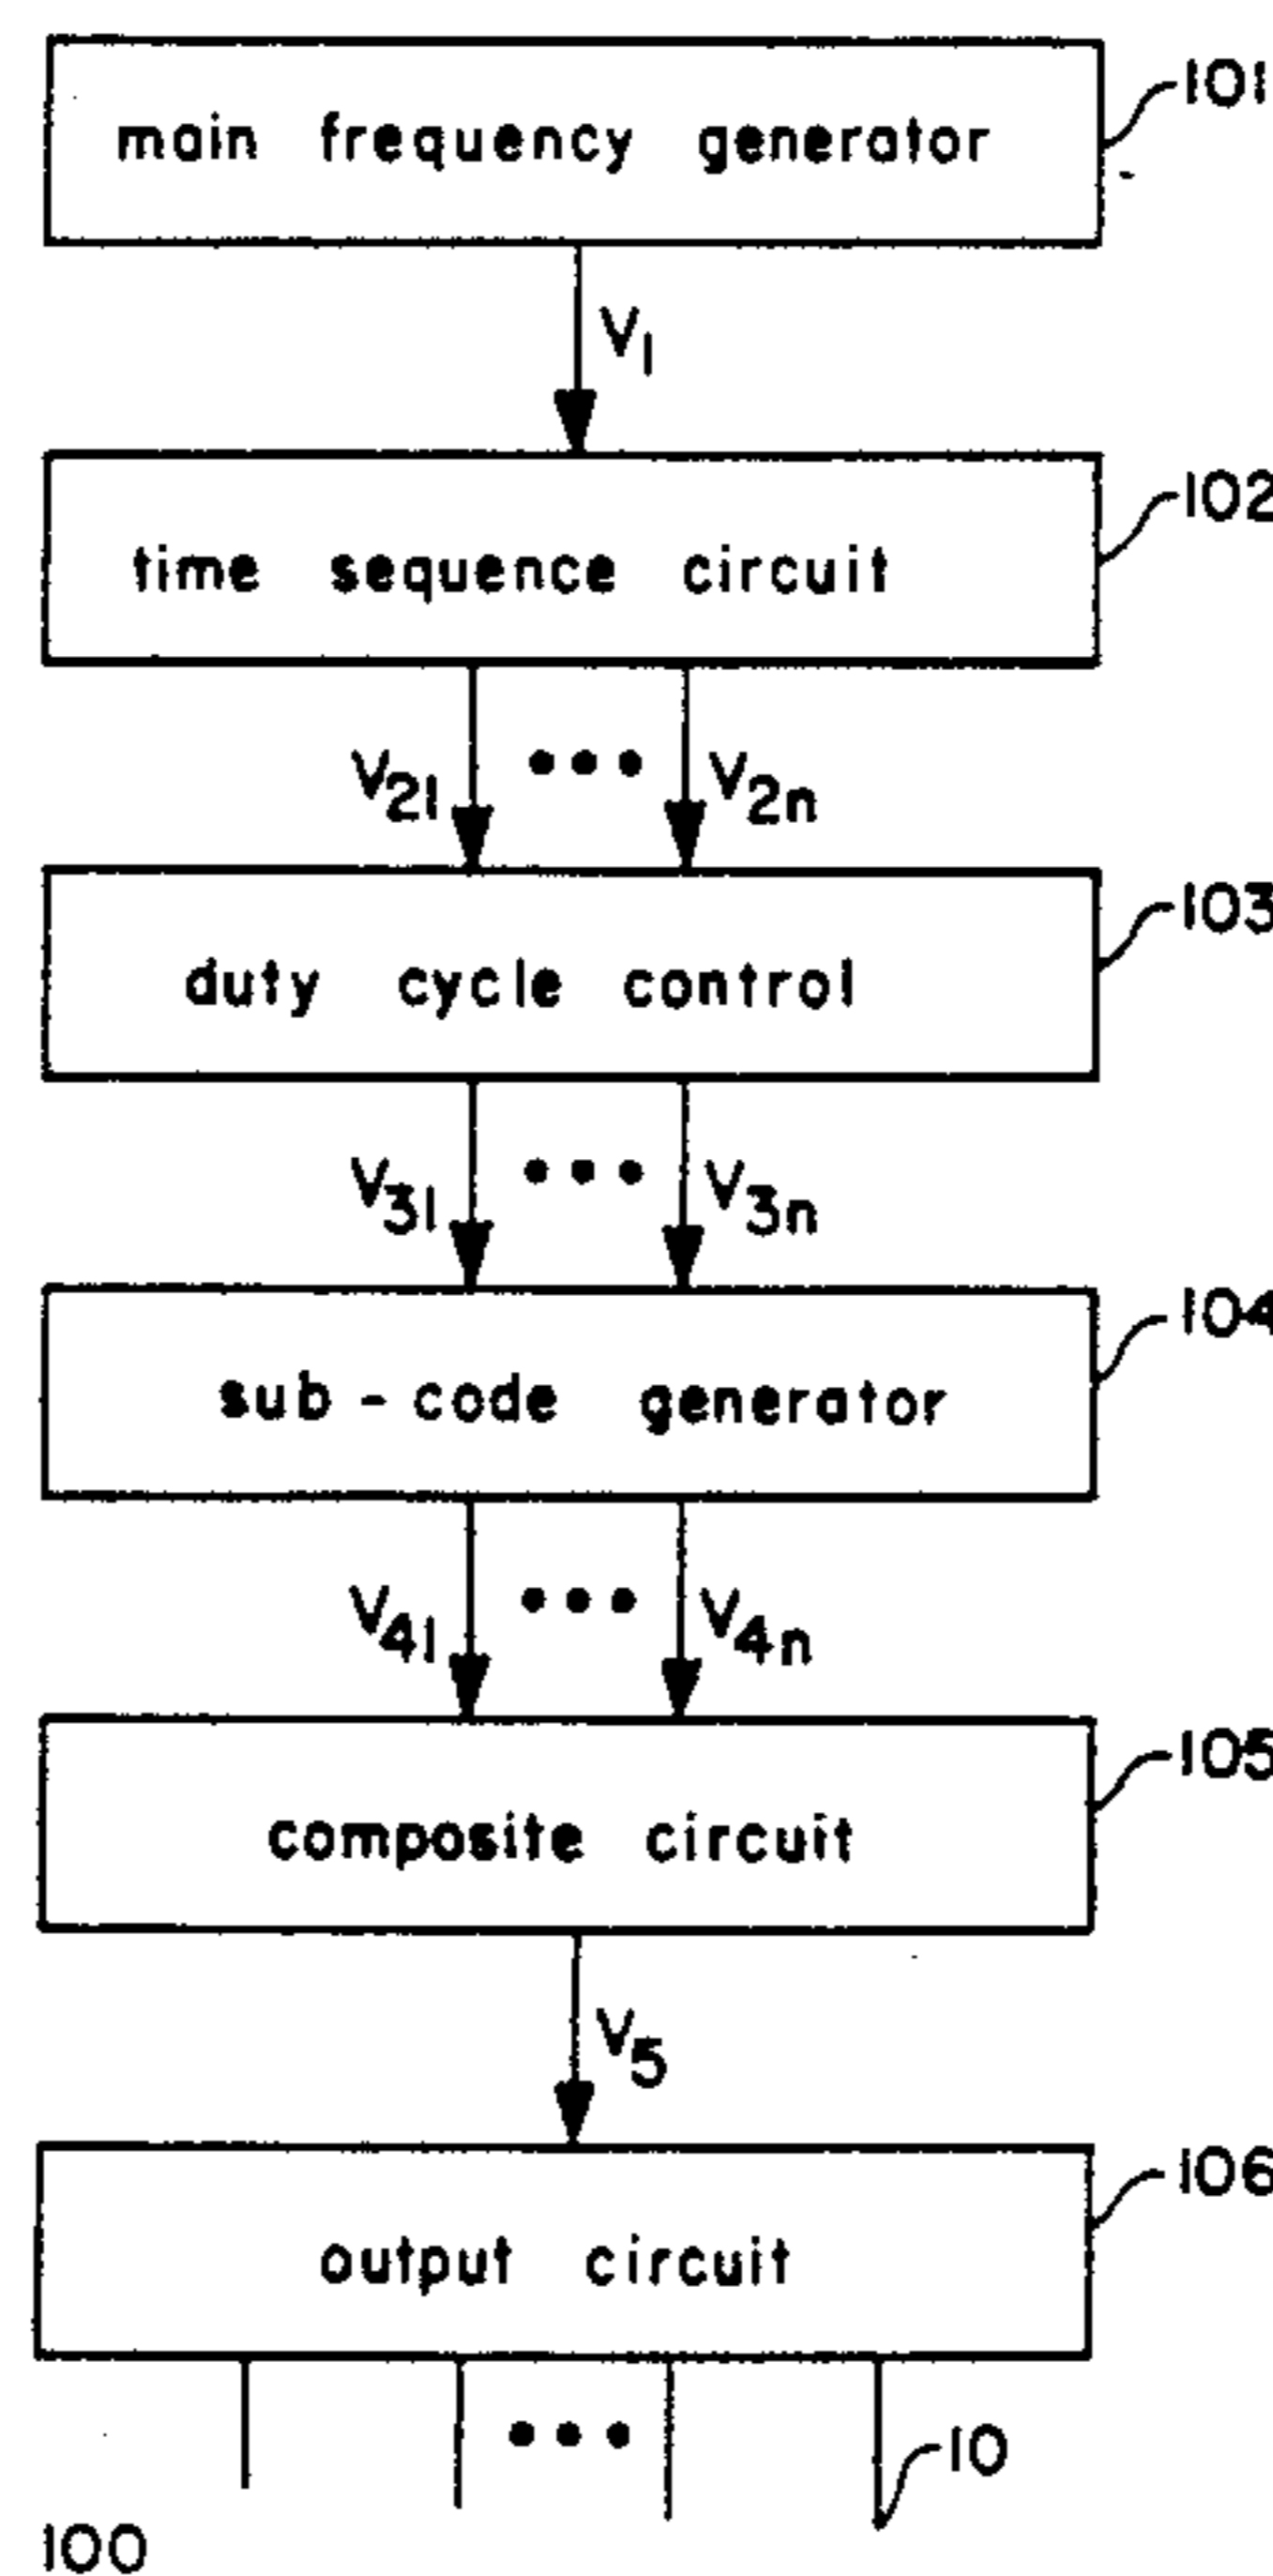 main frequency generator
101
V1
time sequence circuit
102
V21 ••• V2n
duty cycle control
103
V31 ••• V3n
sub-code generator
104
V41 ••• V4n
composite circuit
105
V5
output circuit
106
•••
10
100